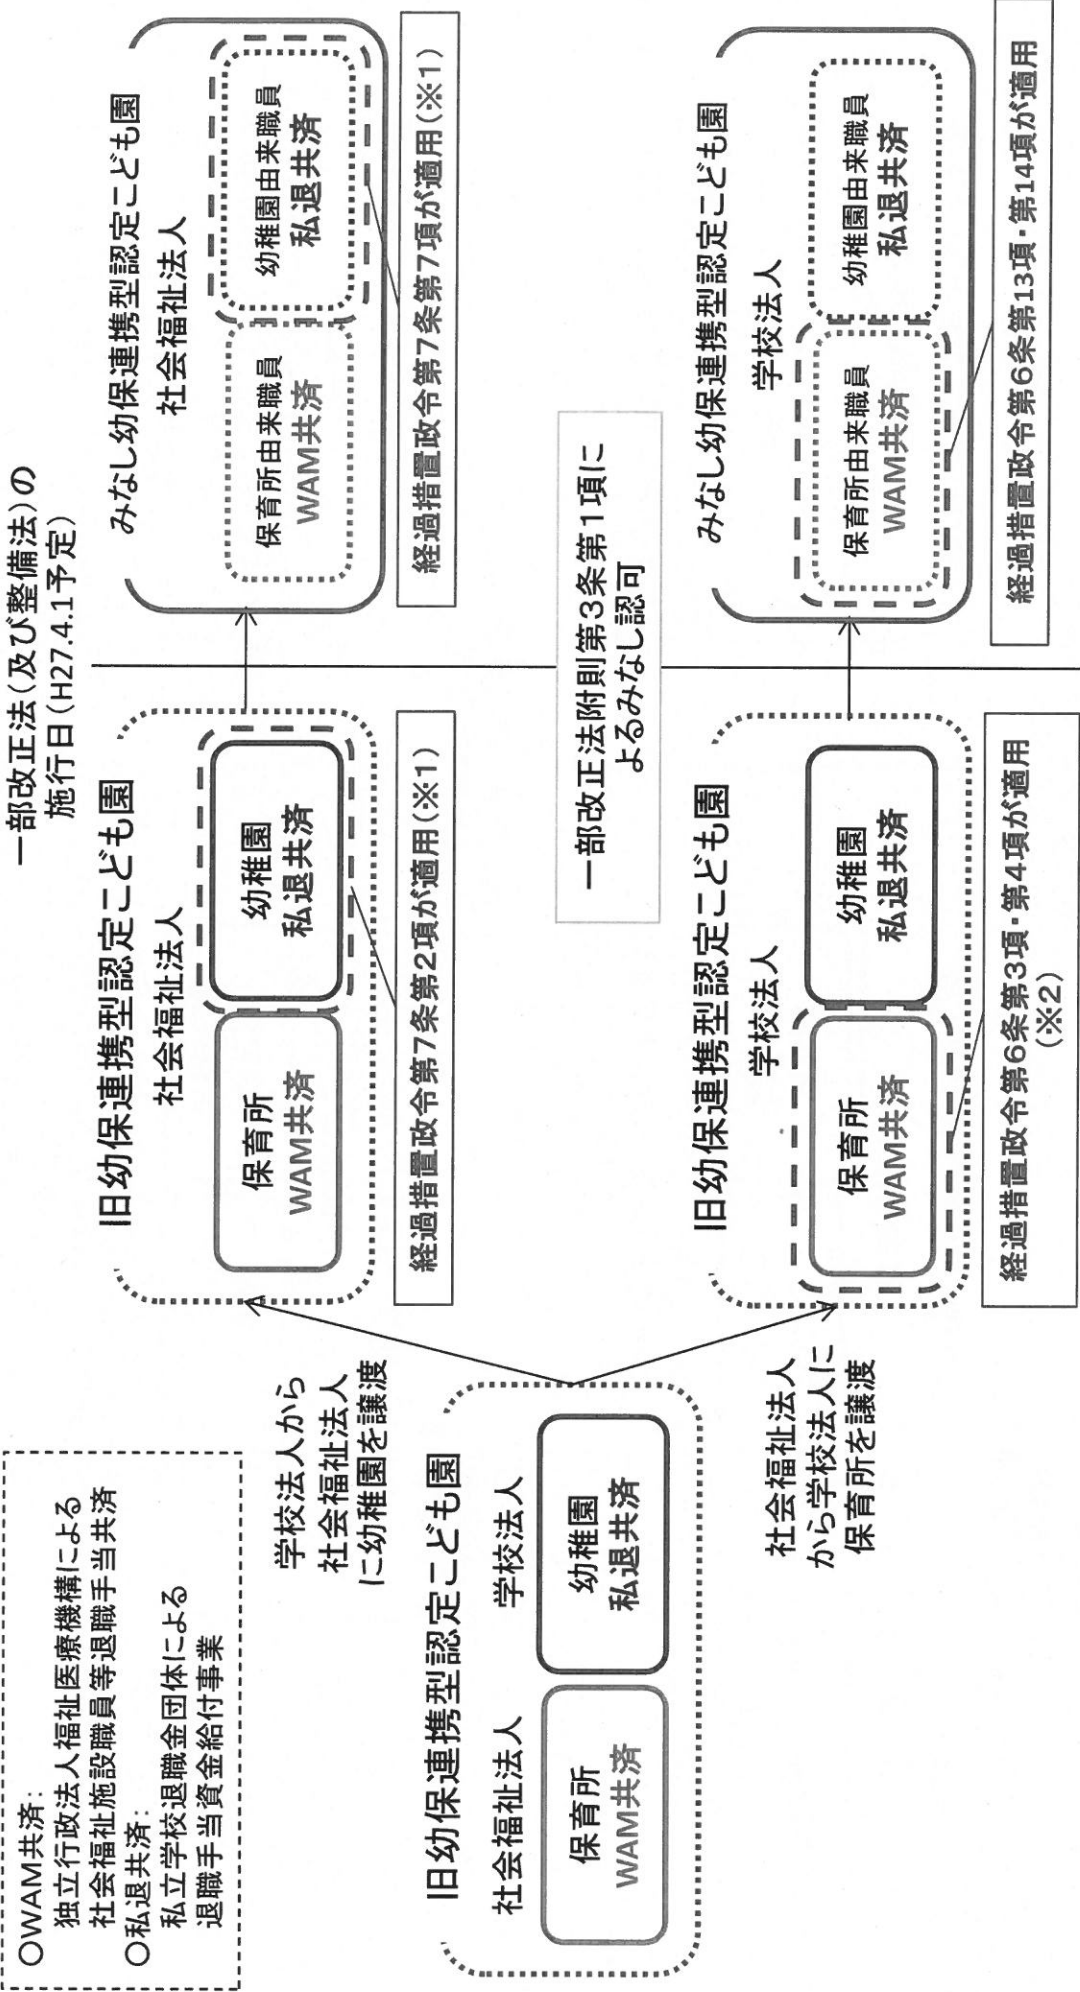 ○WAM共済:
独立行政法人福祉医療機構による
社会福祉施設職員等退職手当共済
○私退共済:
私立学校退職金団体による
退職手当資金給付事業
旧幼保連携型認定こども園
社会福祉法人
学校法人
保育所
WAM共済
幼稚園
私退共済
学校法人から
社会福祉法人
に幼稚園を譲渡
社会福祉法人
から学校法人に
保育所を譲渡
旧幼保連携型認定こども園
社会福祉法人
保育所
WAM共済
幼稚園
私退共済
経過措置政令第7条第2項が適用(※1)
旧幼保連携型認定こども園
学校法人
保育所
WAM共済
幼稚園
私退共済
経過措置政令第6条第3項・第4項が適用
(※2)
一部改正法(及び整備法)の
施行日(H27.4.1予定)
一部改正法附則第3条第1項に
よるみなし認可
みなし幼保連携型認定こども園
社会福祉法人
保育所由来職員
WAM共済
幼稚園由来職員
私退共済
経過措置政令第7条第7項が適用(※1)
みなし幼保連携型認定こども園
学校法人
保育所由来職員
WAM共済
幼稚園由来職員
私退共済
経過措置政令第6条第13項・第14項が適用